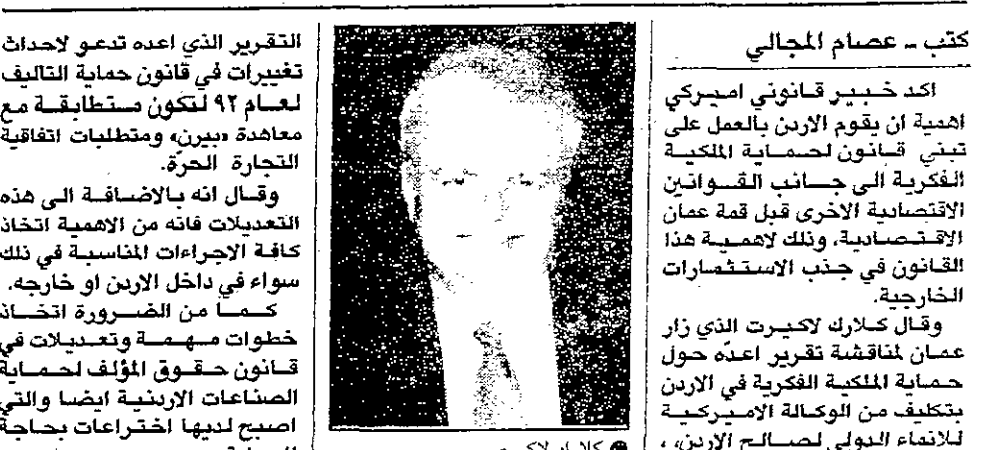 كتب - عصام المجالي
اكد خبير قانوني اميركي
اهمية ان يقوم الاردن بالعمل على
تبني قانون لحماية الملكية
الفكرية الى جانب القوانين
الاقتصادية الاخرى قبل قمة عمان
الاقتصادية، وذلك لاهمية هذا
القانون في جذب الاستثمارات
الخارجية.
وقال كلارك لاكيرت الذي زار
عمان لمناقشة تقرير اعده حول
حماية الملكية الفكرية في الاردن
بتكليف من الوكالة الاميركية
للانماء الدولي لصالح الاردن،
كلارك
التقرير الذي اعده تدعو لاحداث
تغييرات في قانون حماية التاليف
لعام ٩٢ لتكون متطابقة مع
معاهدة «بيرن» ومتطلبات اتفاقية
التجارة الحرّة.
وقال انه بالاضافة الى هذه
التعديلات فانه من الاهمية اتخاذ
كافة الاجراءات المناسبة في ذلك
سواء في داخل الاردن او خارجه.
كما من الضرورة اتخاذ
خطوات مهمة وتعديلات في
قانون حقوق المؤلف لحماية
الصناعات الاردنية ايضا والتي
اصبح لديها اختراعات بحاجة